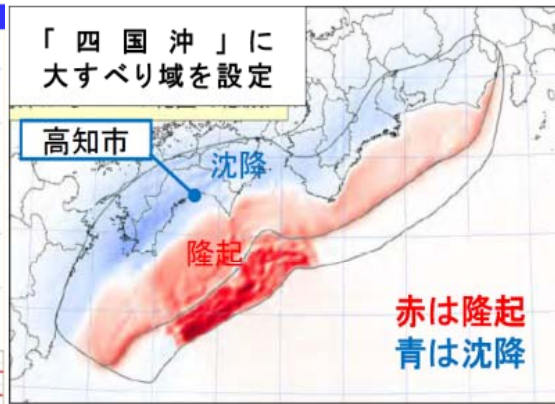 「四国沖」に
大すべり域を設定
高知市
沈降
隆起
赤は隆起
青は沈降